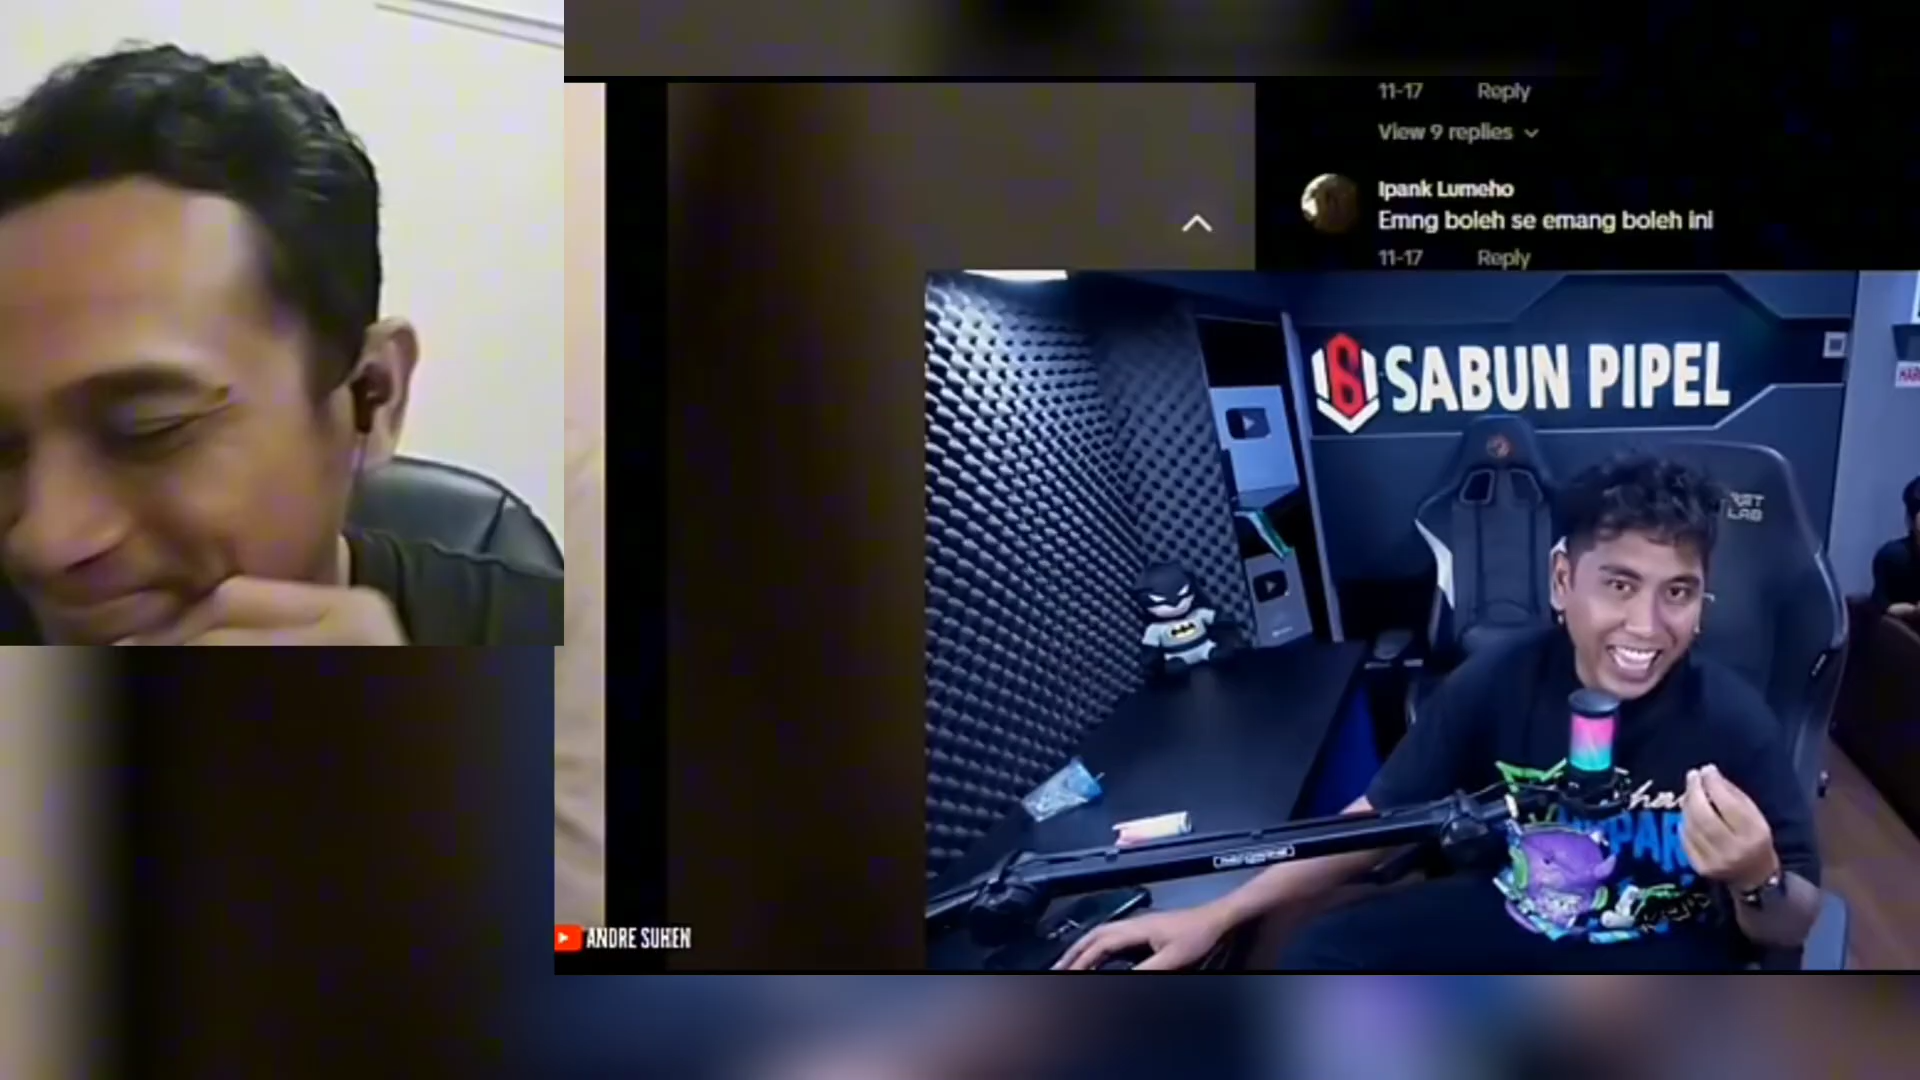 11-17 Reply
View 9 replies
Ipank Lumeho
Emng boleh se emang boleh ini
11-17 Reply
SABUN PIPEL
ANDRE SUHEN